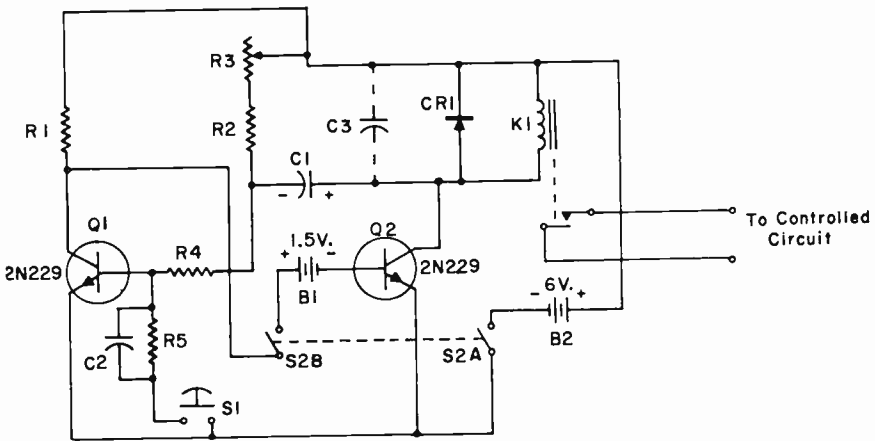 R3
R1
R2
C3
CR1
K1
C1
- +
Q1
Q2
To Controlled
Circuit
R4
+ 1.5V. -
2N229
2N229
B1
- 6V. +
B2
C2
R5
S2B
S2A
S1